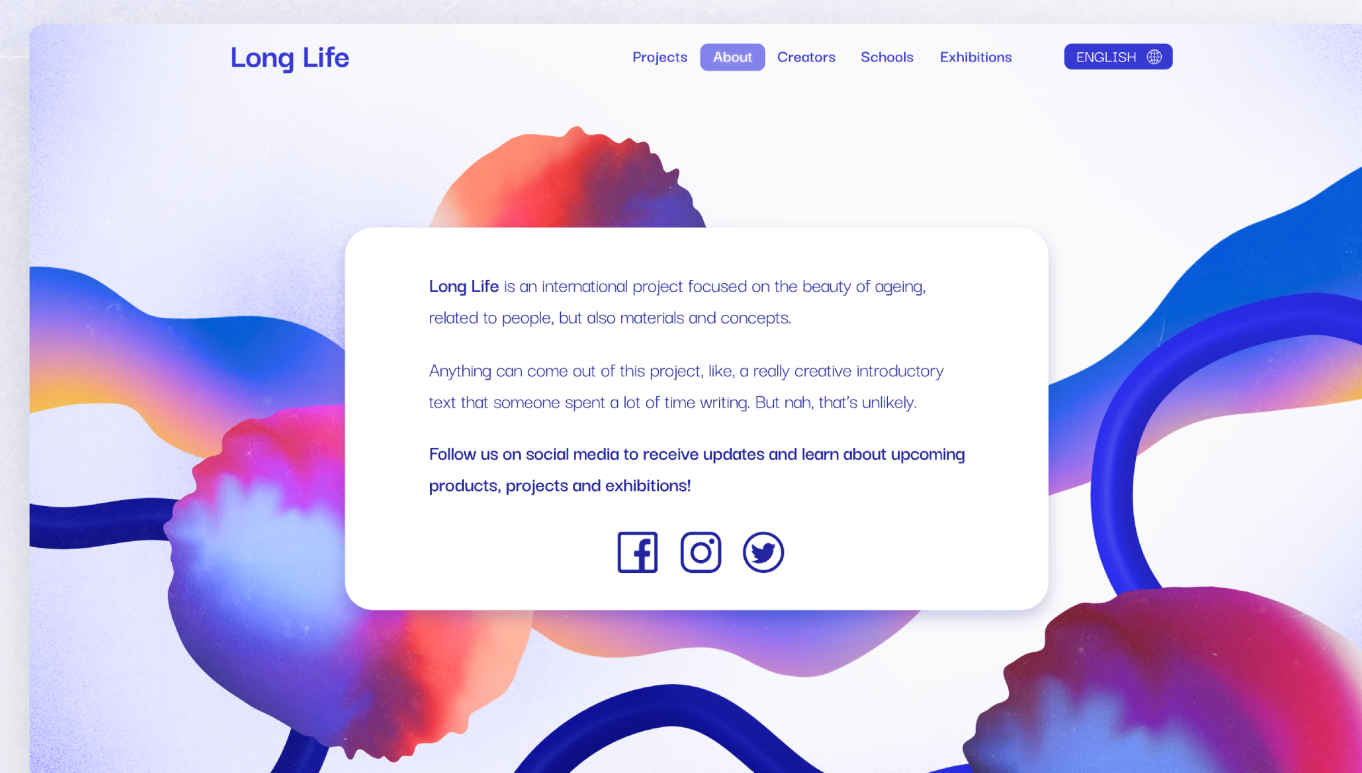 Long Life
Projects About Creators Schools Exhibitions ENGLISH
Long Life is an international project focused on the beauty of ageing,
related to people, but also materials and concepts.
Anything can come out of this project, like, a really creative introductory
text that someone spent a lot of time writing. But nah, that's unlikely.
Follow us on social media to receive updates and learn about upcoming
products, projects and exhibitions!